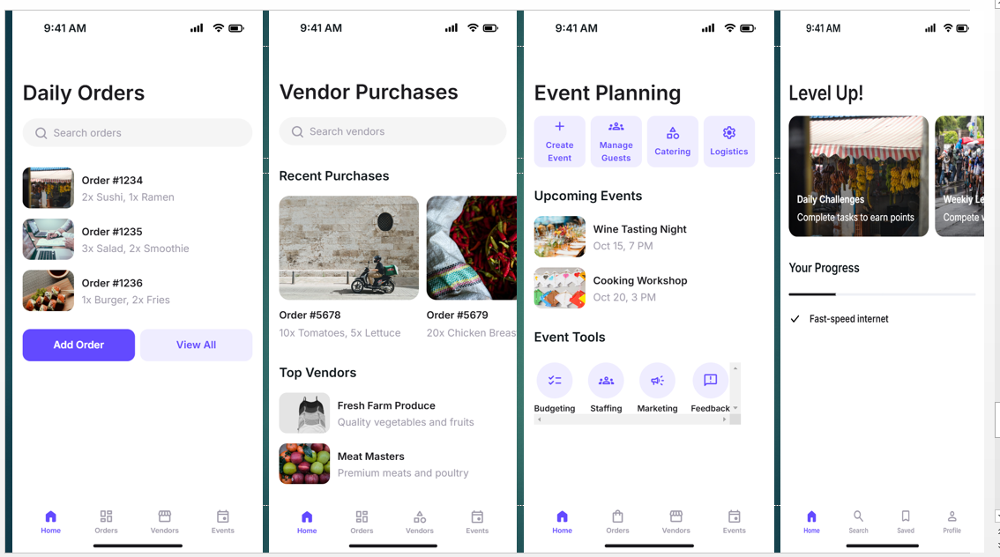 9:41 AM
Daily Orders
Search orders
Order #1234
2x Sushi, 1x Ramen
Order #1235
3x Salad, 2x Smoothie
Order #1236
1x Burger, 2x Fries
Add Order
View All
Home
Orders
Vendors
Events
9:41 AM
Vendor Purchases
Search vendors
Recent Purchases
Order #5678
10x Tomatoes, 5x Lettuce
Order #5679
20x Chicken Breas
Top Vendors
Fresh Farm Produce
Quality vegetables and fruits
Meat Masters
Premium meats and poultry
Home
Orders
Vendors
Events
9:41 AM
Event Planning
Create
Event
Manage
Guests
Catering
Logistics
Upcoming Events
Wine Tasting Night
Oct 15, 7 PM
Cooking Workshop
Oct 20, 3 PM
Event Tools
Budgeting
Staffing
Marketing
Feedback
Home
Orders
Vendors
Events
9:41 AM
Level Up!
Daily Challenges
Complete tasks to earn points
Weekly Le
Compete
Your Progress
Fast-speed internet
Home
Search
Saved
Profile